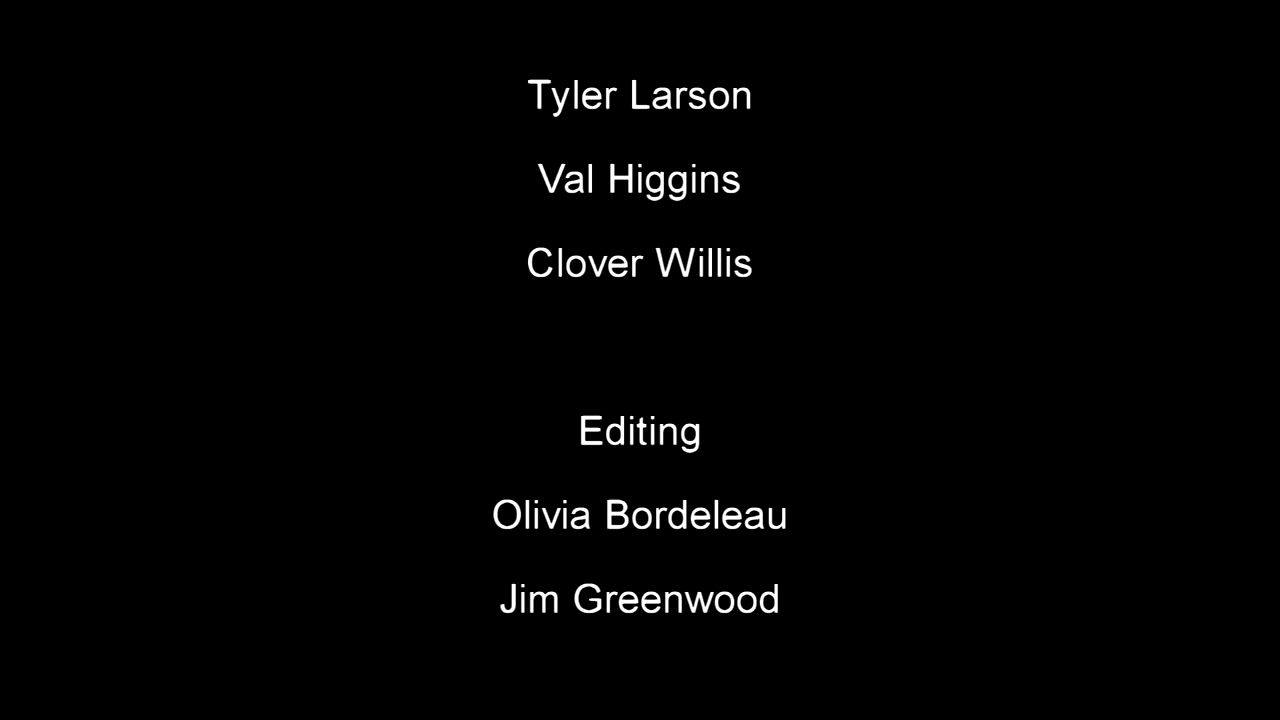 Tyler Larson
Val Higgins
Clover Willis
Editing
Olivia Bordeleau
Jim Greenwood